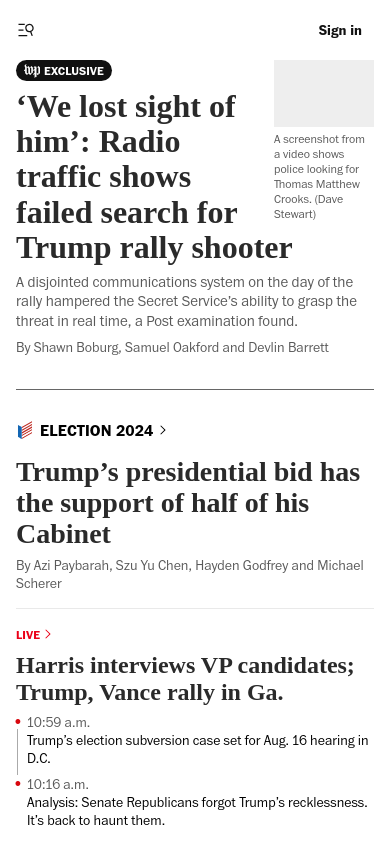 Sign in
wp EXCLUSIVE
‘We lost sight of
him’: Radio
traffic shows
failed search for
Trump rally shooter
A screenshot from
a video shows
police looking for
Thomas Matthew
Crooks. (Dave
Stewart)
A disjointed communications system on the day of the
rally hampered the Secret Service’s ability to grasp the
threat in real time, a Post examination found.
By Shawn Boburg, Samuel Oakford and Devlin Barrett
ELECTION 2024
Trump’s presidential bid has
the support of half of his
Cabinet
By Azi Paybarah, Szu Yu Chen, Hayden Godfrey and Michael
Scherer
LIVE
Harris interviews VP candidates;
Trump, Vance rally in Ga.
10:59 a.m.
Trump’s election subversion case set for Aug. 16 hearing in
D.C.
10:16 a.m.
Analysis: Senate Republicans forgot Trump’s recklessness.
It’s back to haunt them.